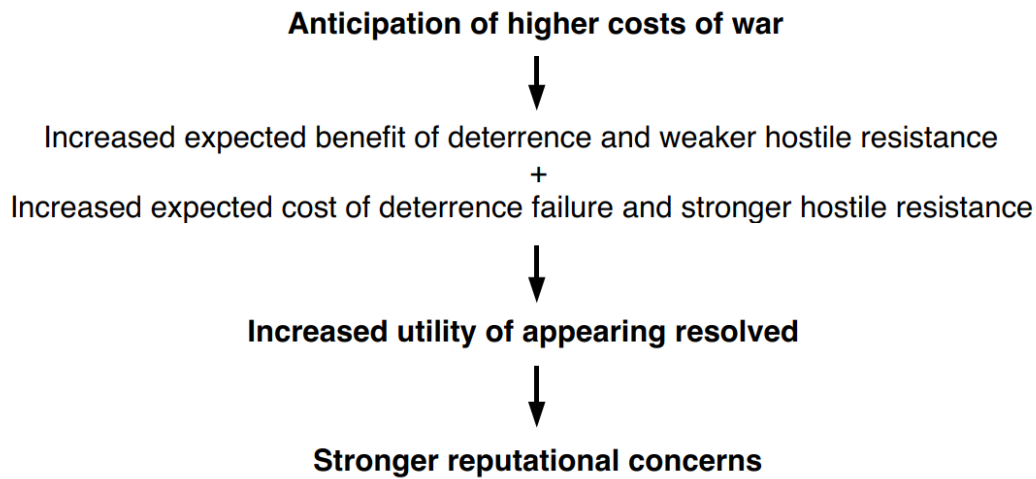 Anticipation of higher costs of war
Increased expected benefit of deterrence and weaker hostile resistance
+
Increased expected cost of deterrence failure and stronger hostile resistance
Increased utility of appearing resolved
Stronger reputational concerns